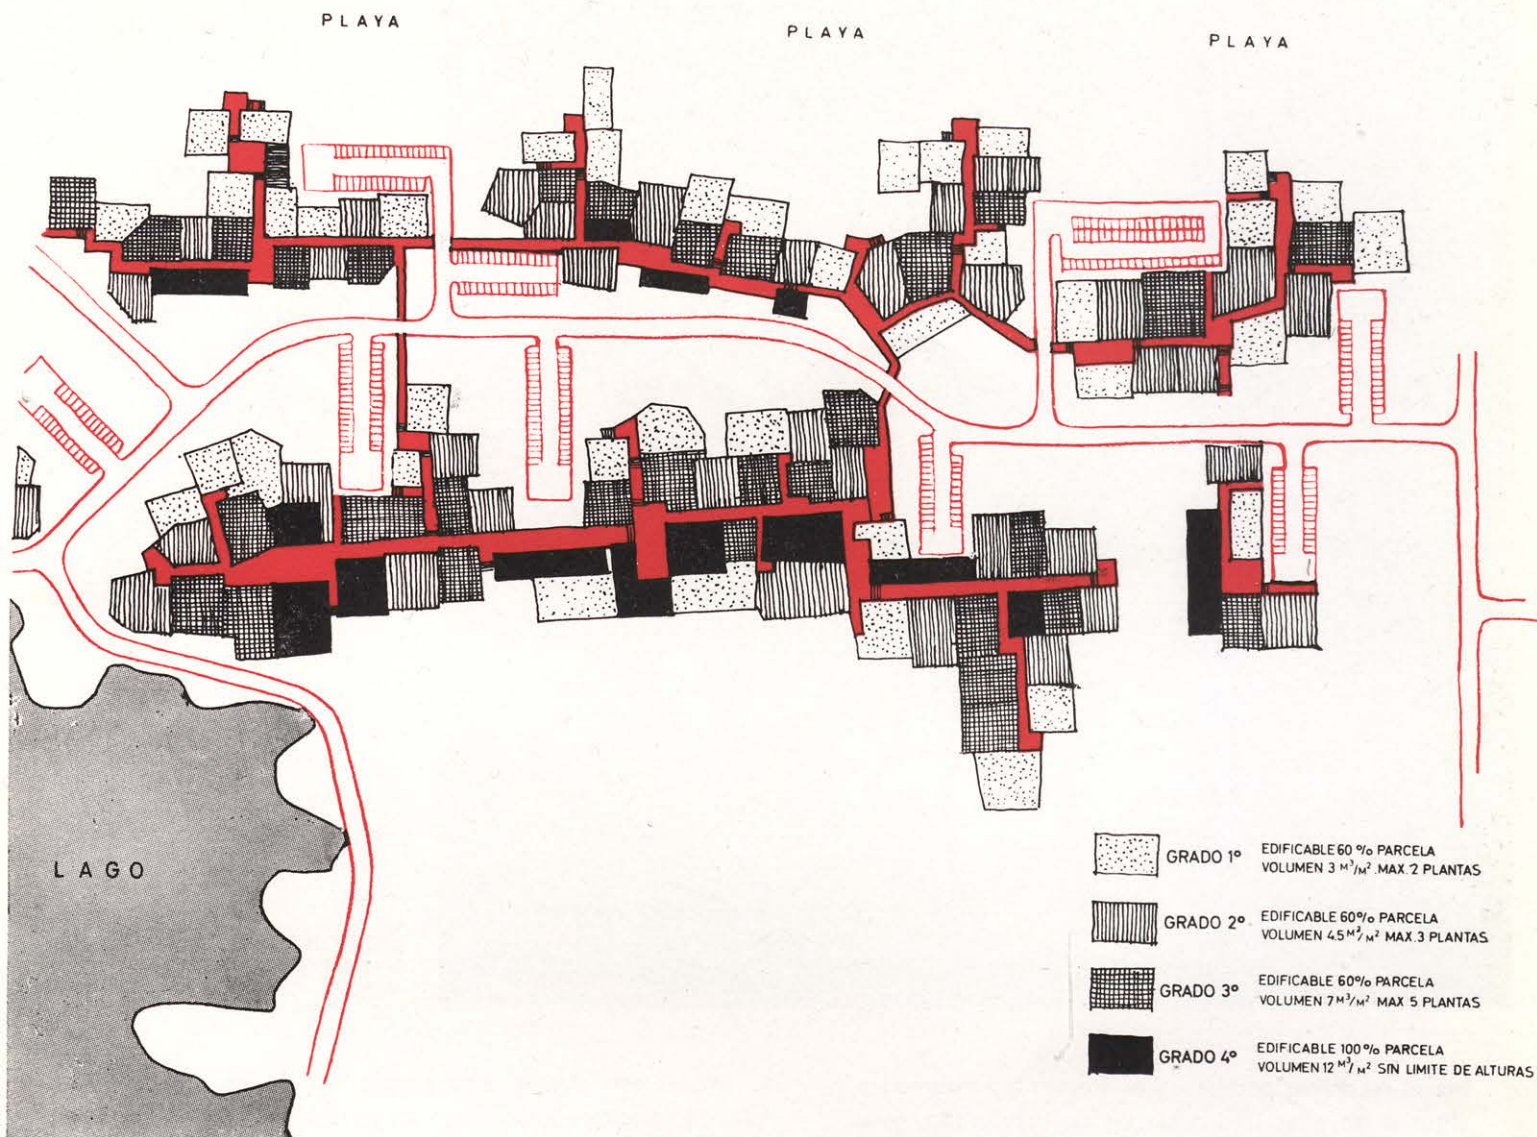 PLAYA
PLAYA
PLAYA
LAGO
GRADO 1º
EDIFICABLE 60 % PARCELA
VOLUMEN 3 M³/M² .MAX. 2 PLANTAS
GRADO 2º
EDIFICABLE 60% PARCELA
VOLUMEN 4.5 M³/M² MAX. 3 PLANTAS
GRADO 3º
EDIFICABLE 60% PARCELA
VOLUMEN 7 M³/M² MAX 5 PLANTAS
GRADO 4º
EDIFICABLE 100 % PARCELA
VOLUMEN 12 M³/M² SIN LIMITE DE ALTURAS